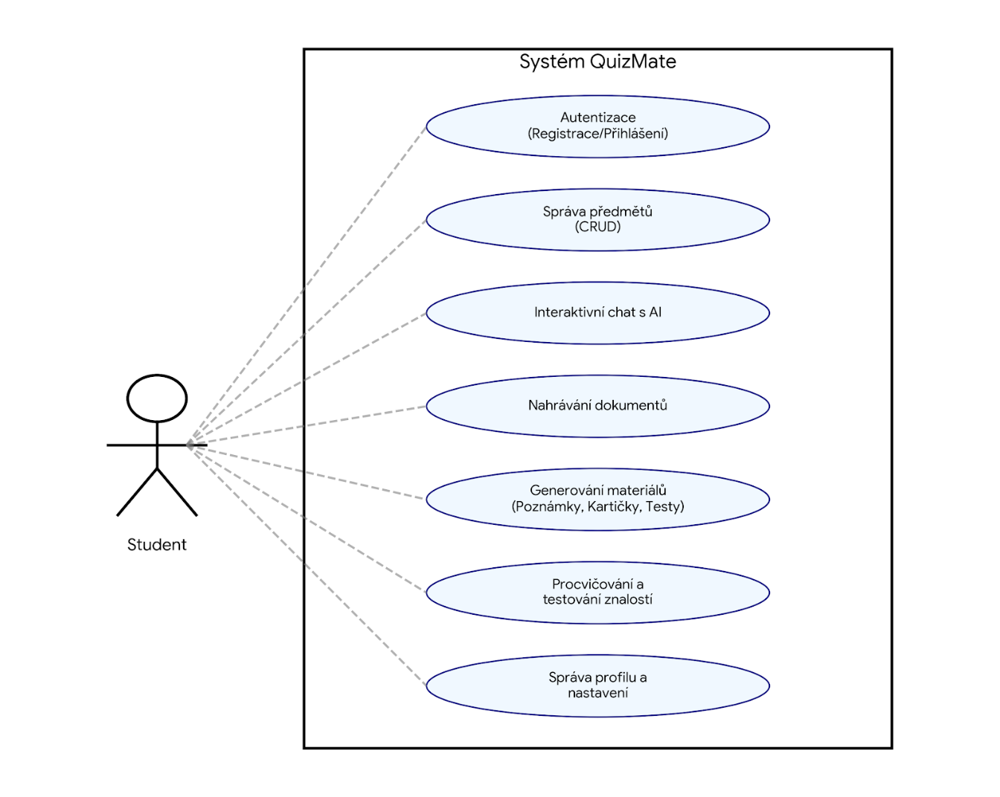 Systém QuizMate
Autentizace
(Registrace/Přihlášení)
Správa předmětů
(CRUD)
Interaktivní chat s AI
Nahrávání dokumentů
Generování materiálů
(Poznámky, Kartičky, Testy)
Procvičování a
testování znalostí
Správa profilu a
nastavení
Student